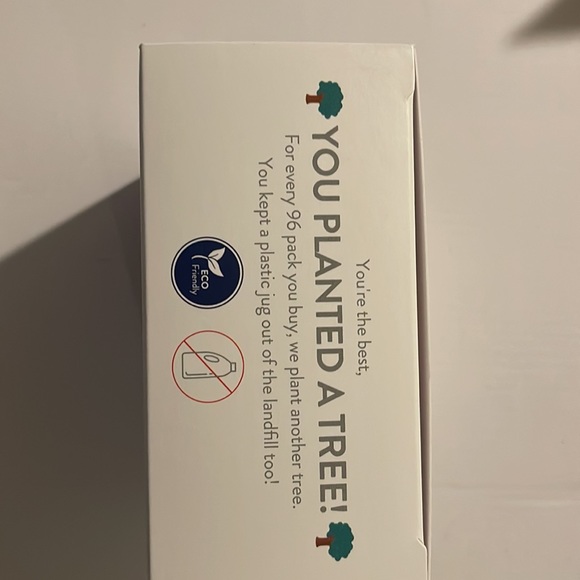 You're the best,
YOU PLANTED A TREE!
For every 96 pack you buy, we plant another tree.
You kept a plastic jug out of the landfill too!
ECO
Friendly